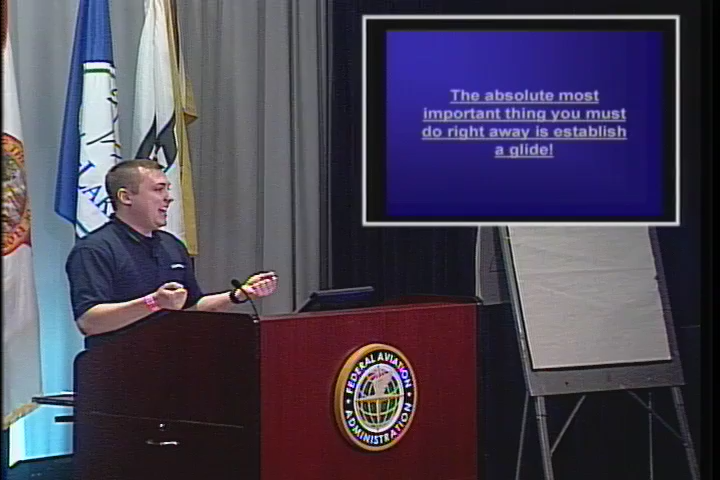 The absolute most
important thing you must
do right away is establish
a glide!
FEDERAL AVIATION
ADMINISTRATION